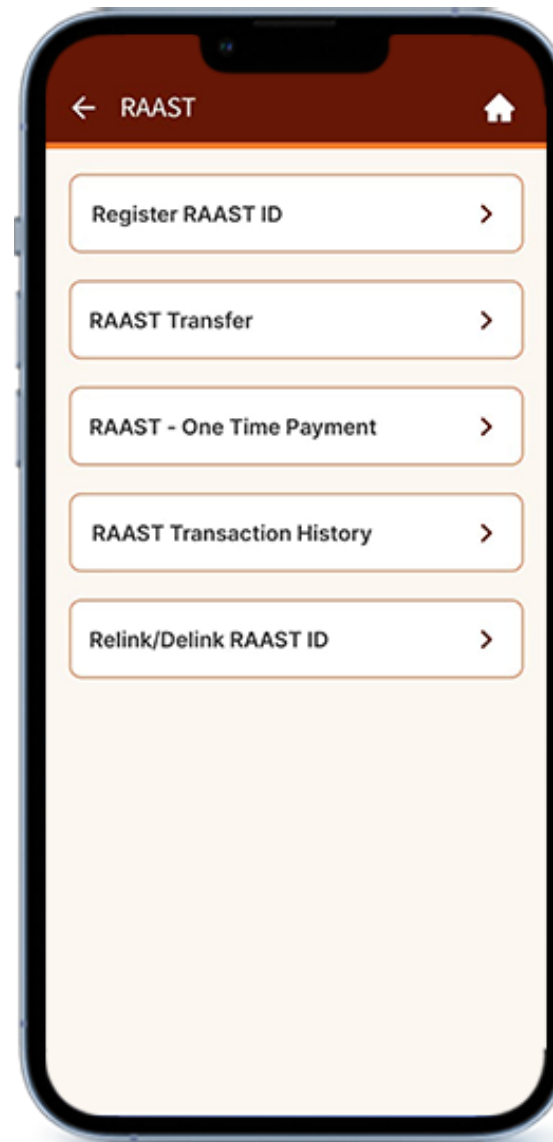 RAAST
Register RAAST ID
RAAST Transfer
RAAST - One Time Payment
RAAST Transaction History
Relink/Delink RAAST ID